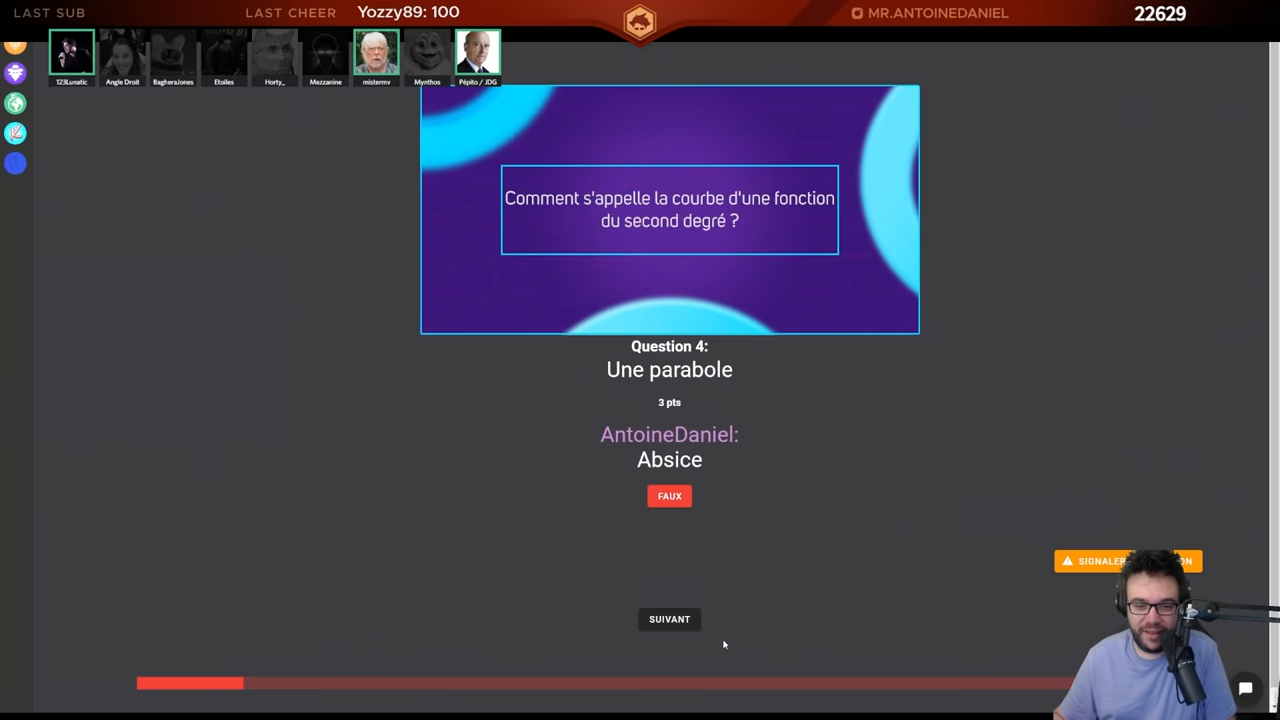 LAST SUB
LAST CHEER
Yozzy89: 100
MR.ANTOINEDANIEL
22629
123Lunatic
Angle Droit
BagheraJones
Etoiles
Horty_
Mezzanine
mistermv
Mynthos
Pépito / JDG
Comment s'appelle la courbe d'une fonction
du second degré ?
Question 4:
Une parabole
3 pts
AntoineDaniel:
Absice
FAUX
SIGNALER
SUIVANT